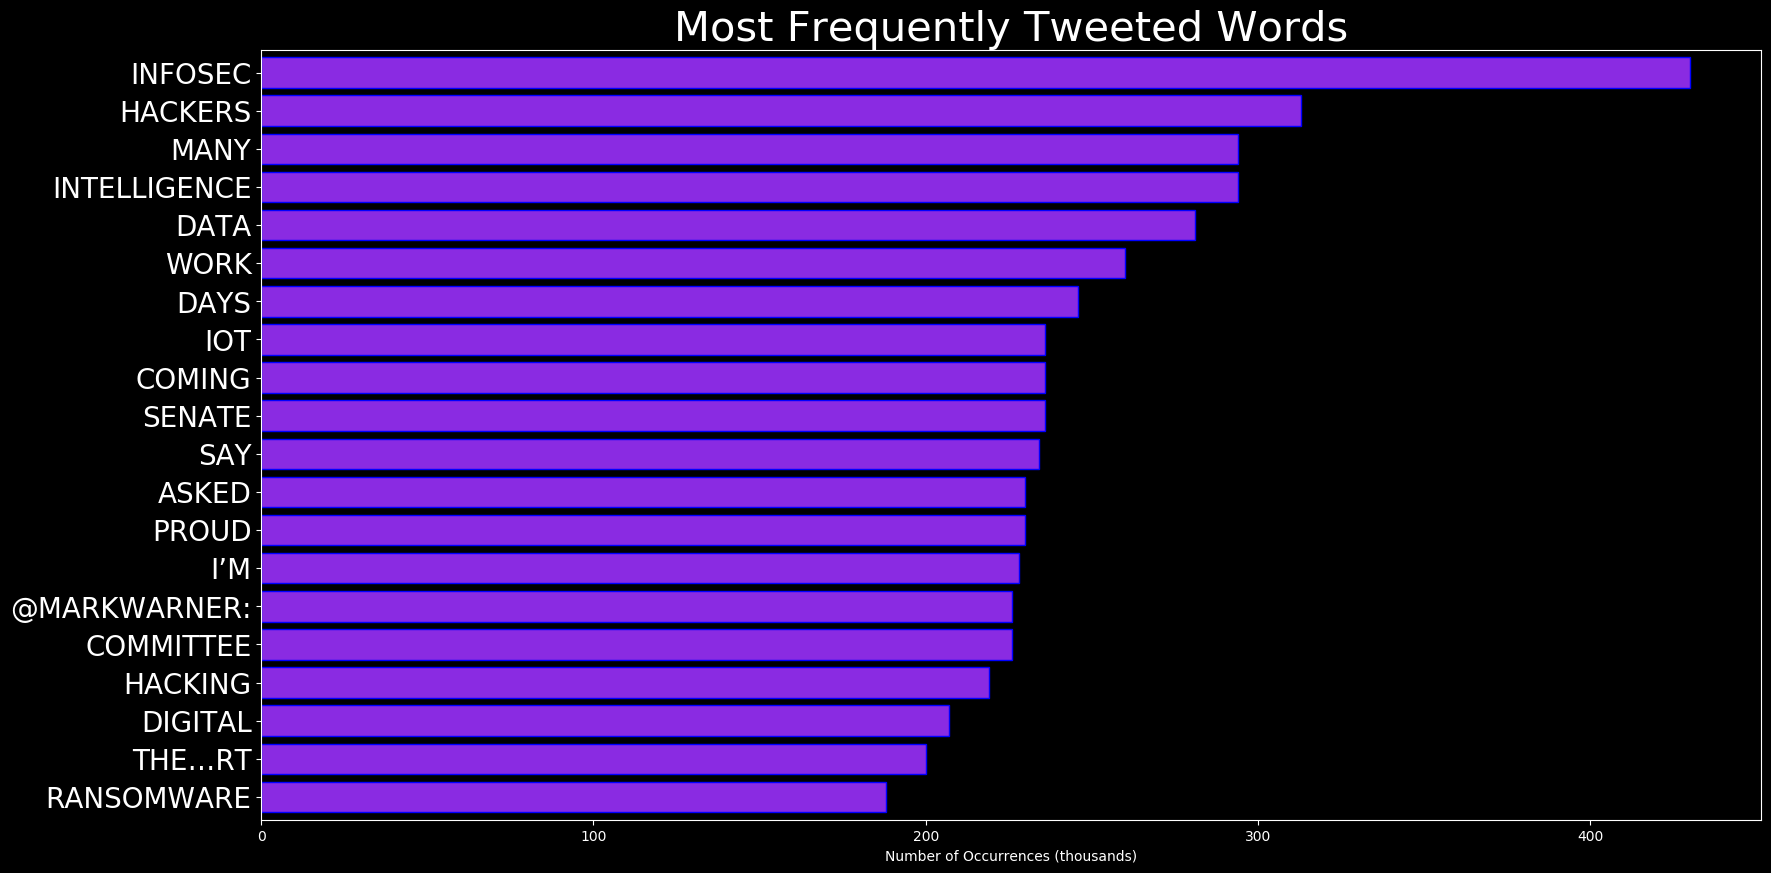 Most Frequently Tweeted Words
INFOSEC
HACKERS
MANY
INTELLIGENCE
DATA
WORK
DAYS
IOT
COMING
SENATE
SAY
ASKED
PROUD
I’M
@MARKWARNER:
COMMITTEE
HACKING
DIGITAL
THE…RT
RANSOMWARE
0 100 200 300 400
Number of Occurrences (thousands)